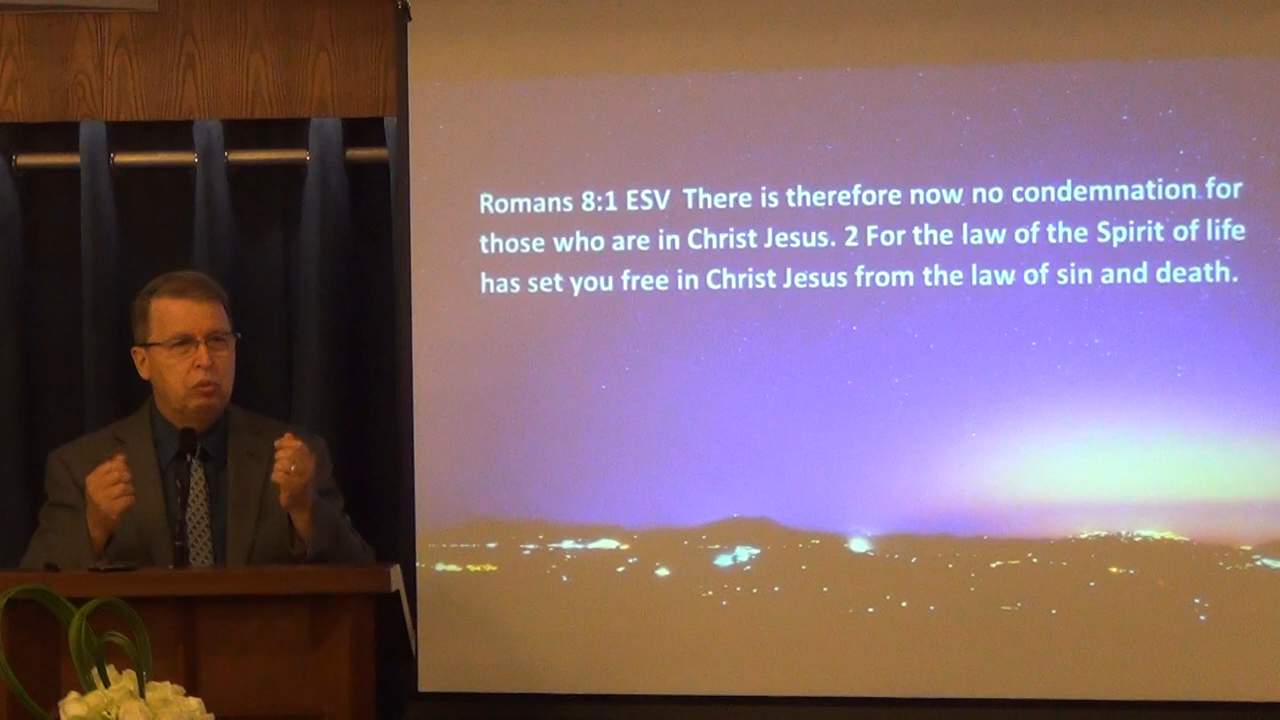 Romans 8:1 ESV  There is therefore now no condemnation for
those who are in Christ Jesus. 2 For the law of the Spirit of life
has set you free in Christ Jesus from the law of sin and death.